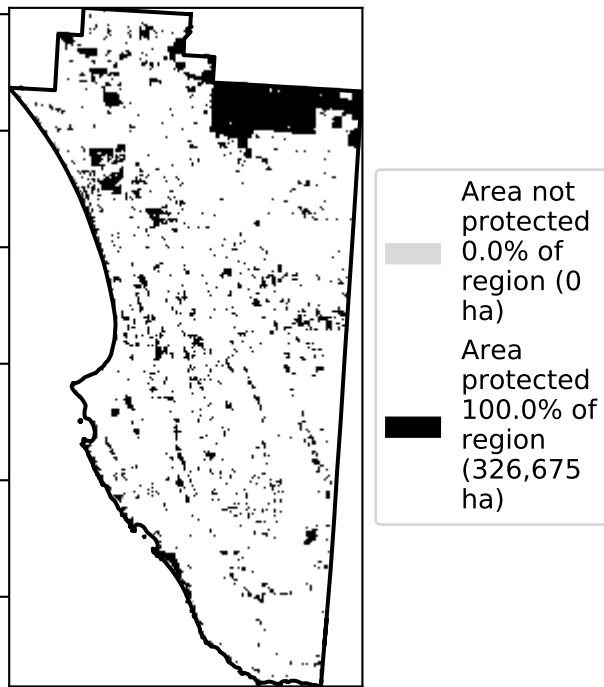 Area not
protected
0.0% of
region (0
ha)
Area
protected
100.0% of
region
(326,675
ha)